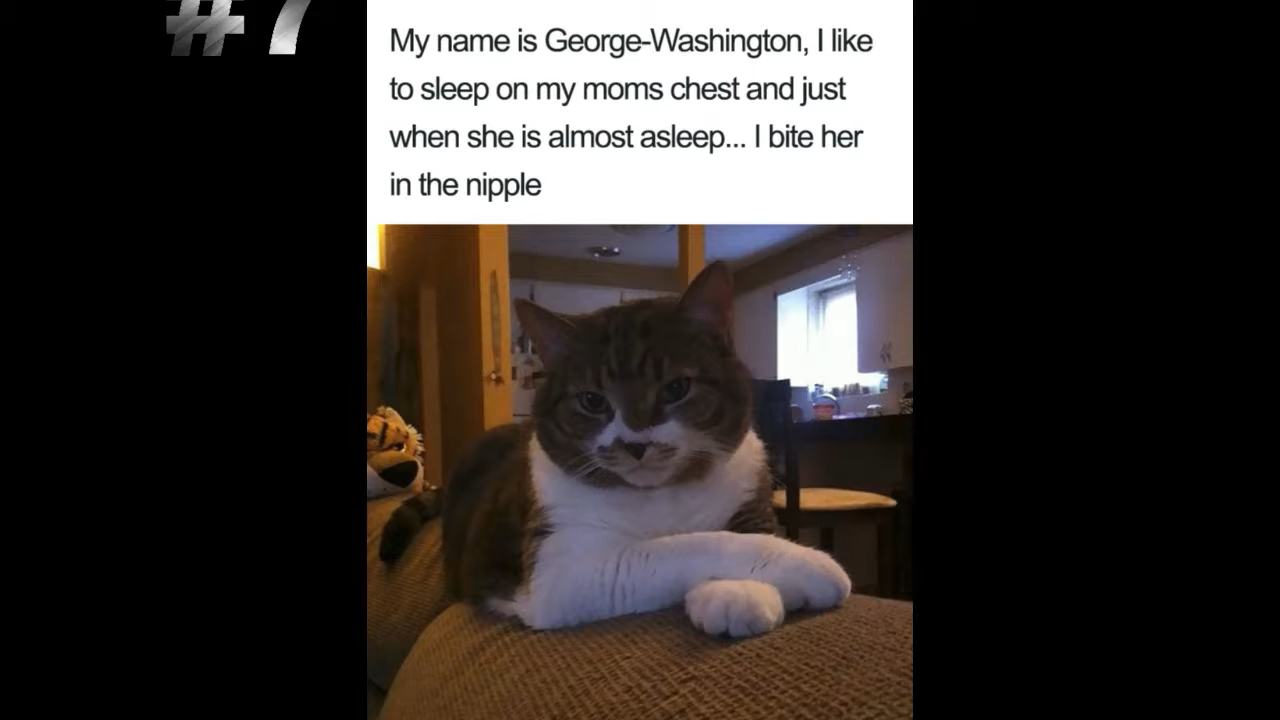 #7
My name is George-Washington, I like
to sleep on my moms chest and just
when she is almost asleep... I bite her
in the nipple